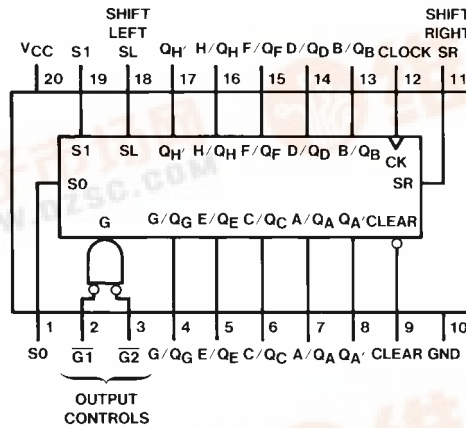 SHIFT SHIFT
LEFT RIGHT
VCC S1 SL QH' H/QH F/QF D/QD B/QB CLOCK SR
20 19 18 17 16 15 14 13 12 11
S1 SL QH' H/QH F/QF D/QD B/QB CK
S0 SR
G G/QG E/QE C/QC A/QA QA' CLEAR
1 2 3 4 5 6 7 8 9 10
S0 G1 G2 G/QG E/QE C/QC A/QA QA' CLEAR GND
OUTPUT
CONTROLS